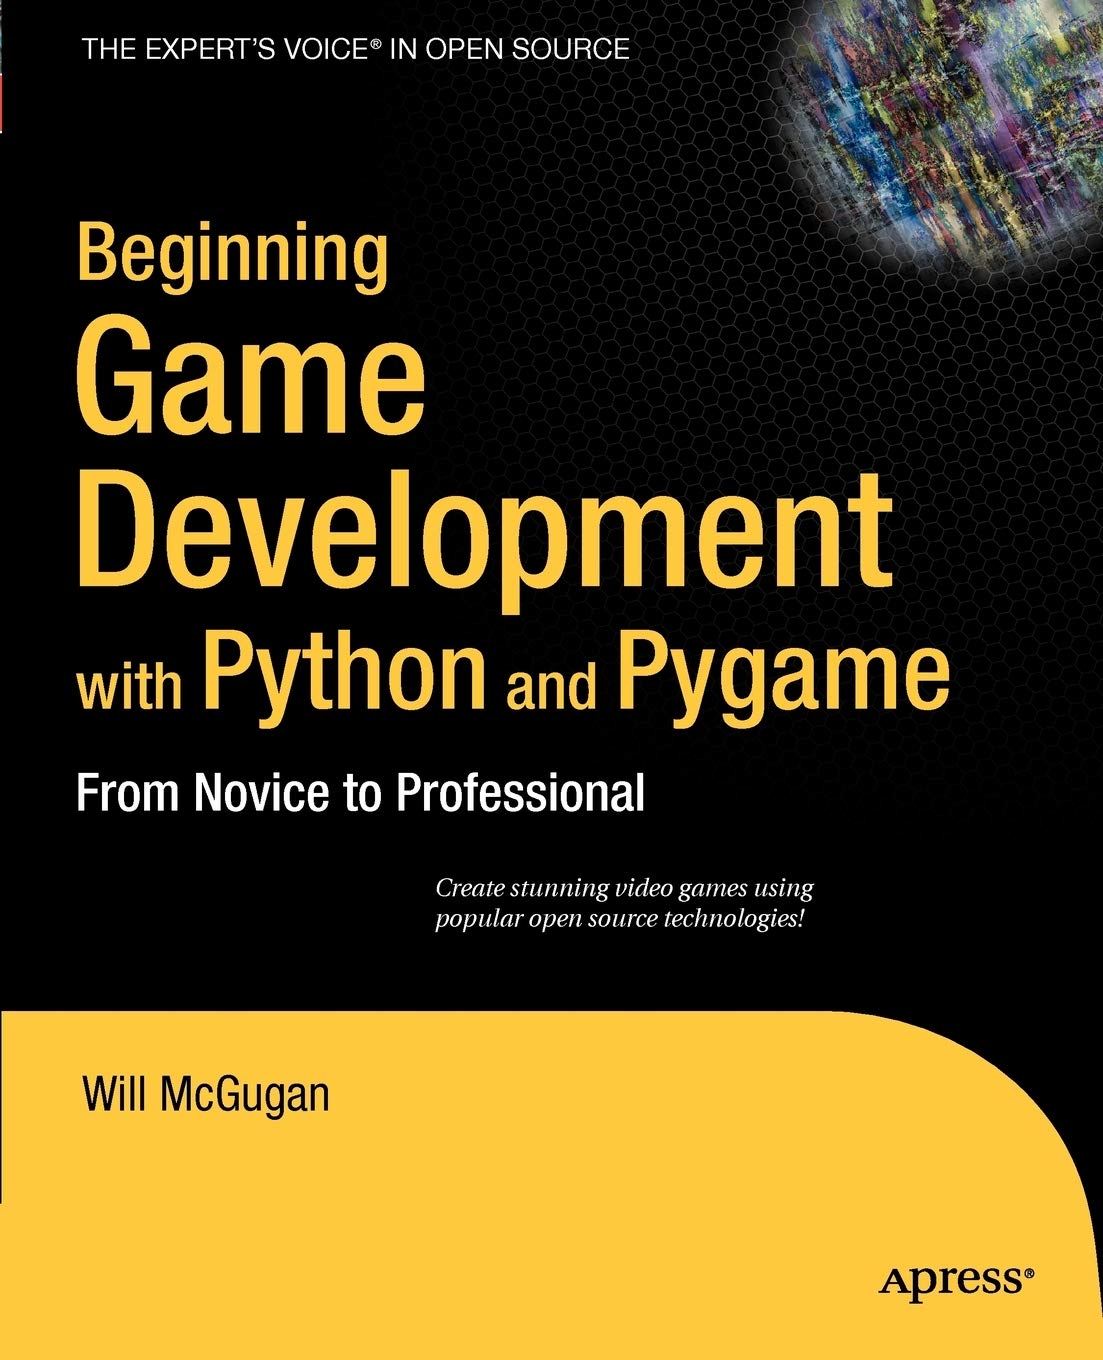 THE EXPERT'S VOICE® IN OPEN SOURCE
Beginning
Game
Development
with Python and Pygame
From Novice to Professional
Create stunning video games using
popular open source technologies!
Will McGugan
Apress®